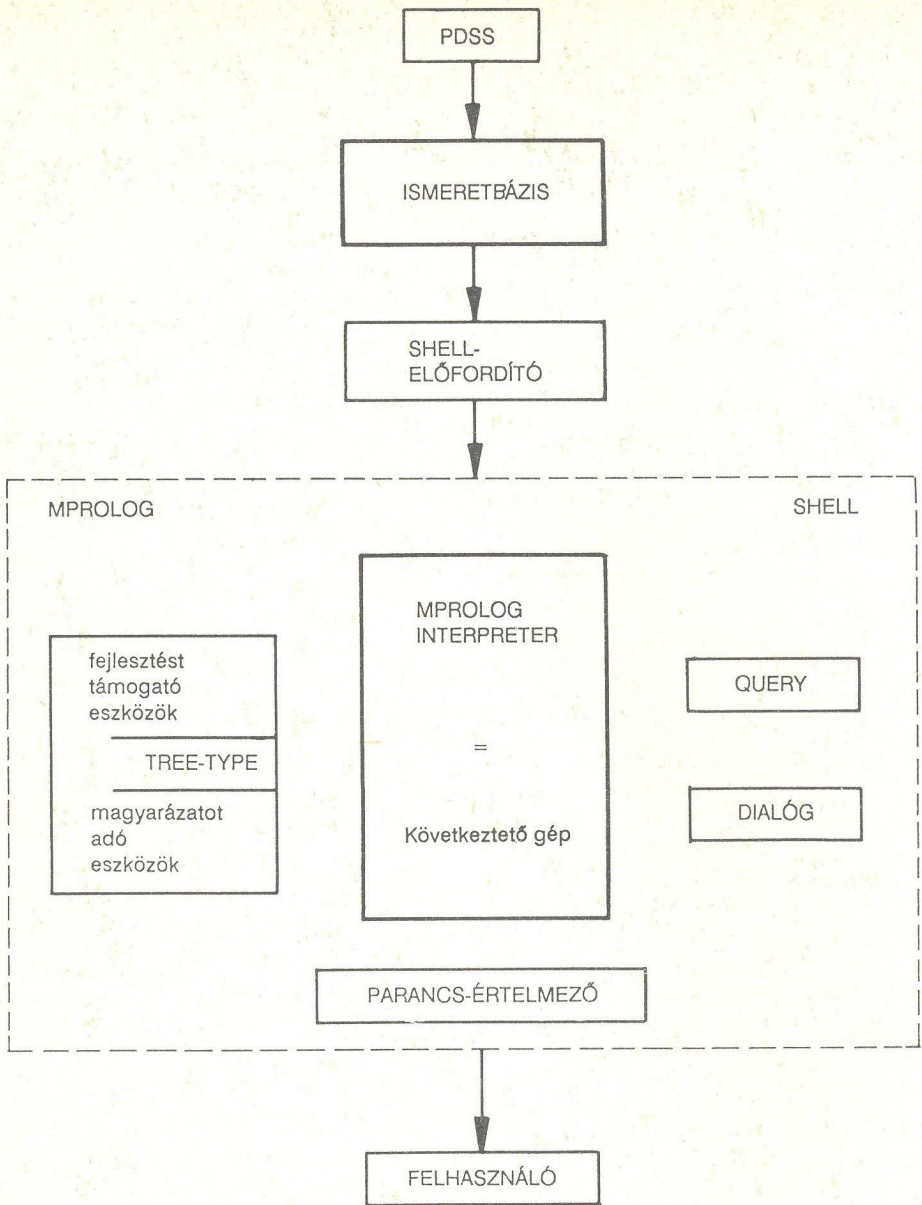 PDSS
ISMERETBÁZIS
SHELL-
ELŐFORDÍTÓ
MPROLOG
SHELL
fejlesztést
támogató
eszközök
TREE-TYPE
magyarázatot
adó
eszközök
MPROLOG
INTERPRETER
=
Következtető gép
QUERY
DIALÓG
PARANCS-ÉRTELMEZŐ
FELHASZNÁLÓ